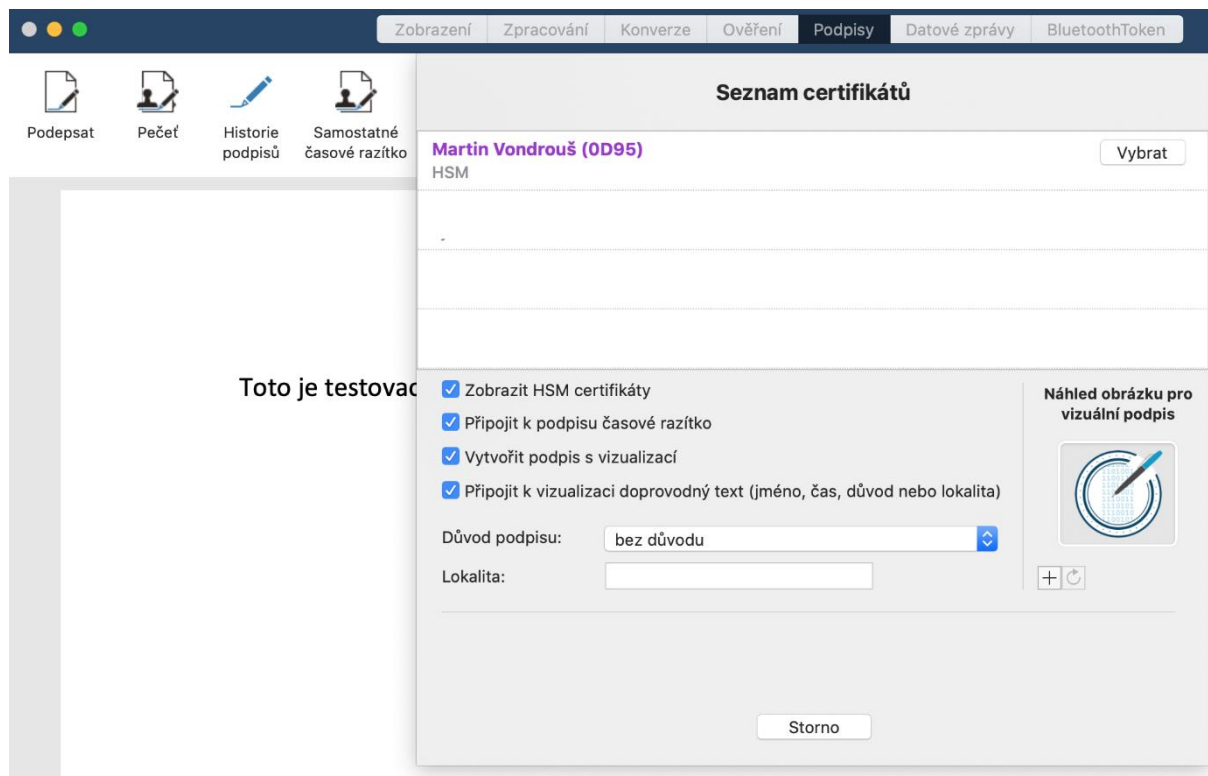 Zobrazení Zpracování Konverze Ověření Podpisy Datové zprávy BluetoothToken
Podepsat
Pečeť
Historie
podpisů
Samostatné
časové razítko
Seznam certifikátů
Martin Vondrouš (0D95)
HSM
Vybrat
Toto je testovac
Zobrazit HSM certifikáty
Připojit k podpisu časové razítko
Vytvořit podpis s vizualizací
Připojit k vizualizaci doprovodný text (jméno, čas, důvod nebo lokalita)
Důvod podpisu: bez důvodu
Lokalita:
Náhled obrázku pro
vizuální podpis
Storno